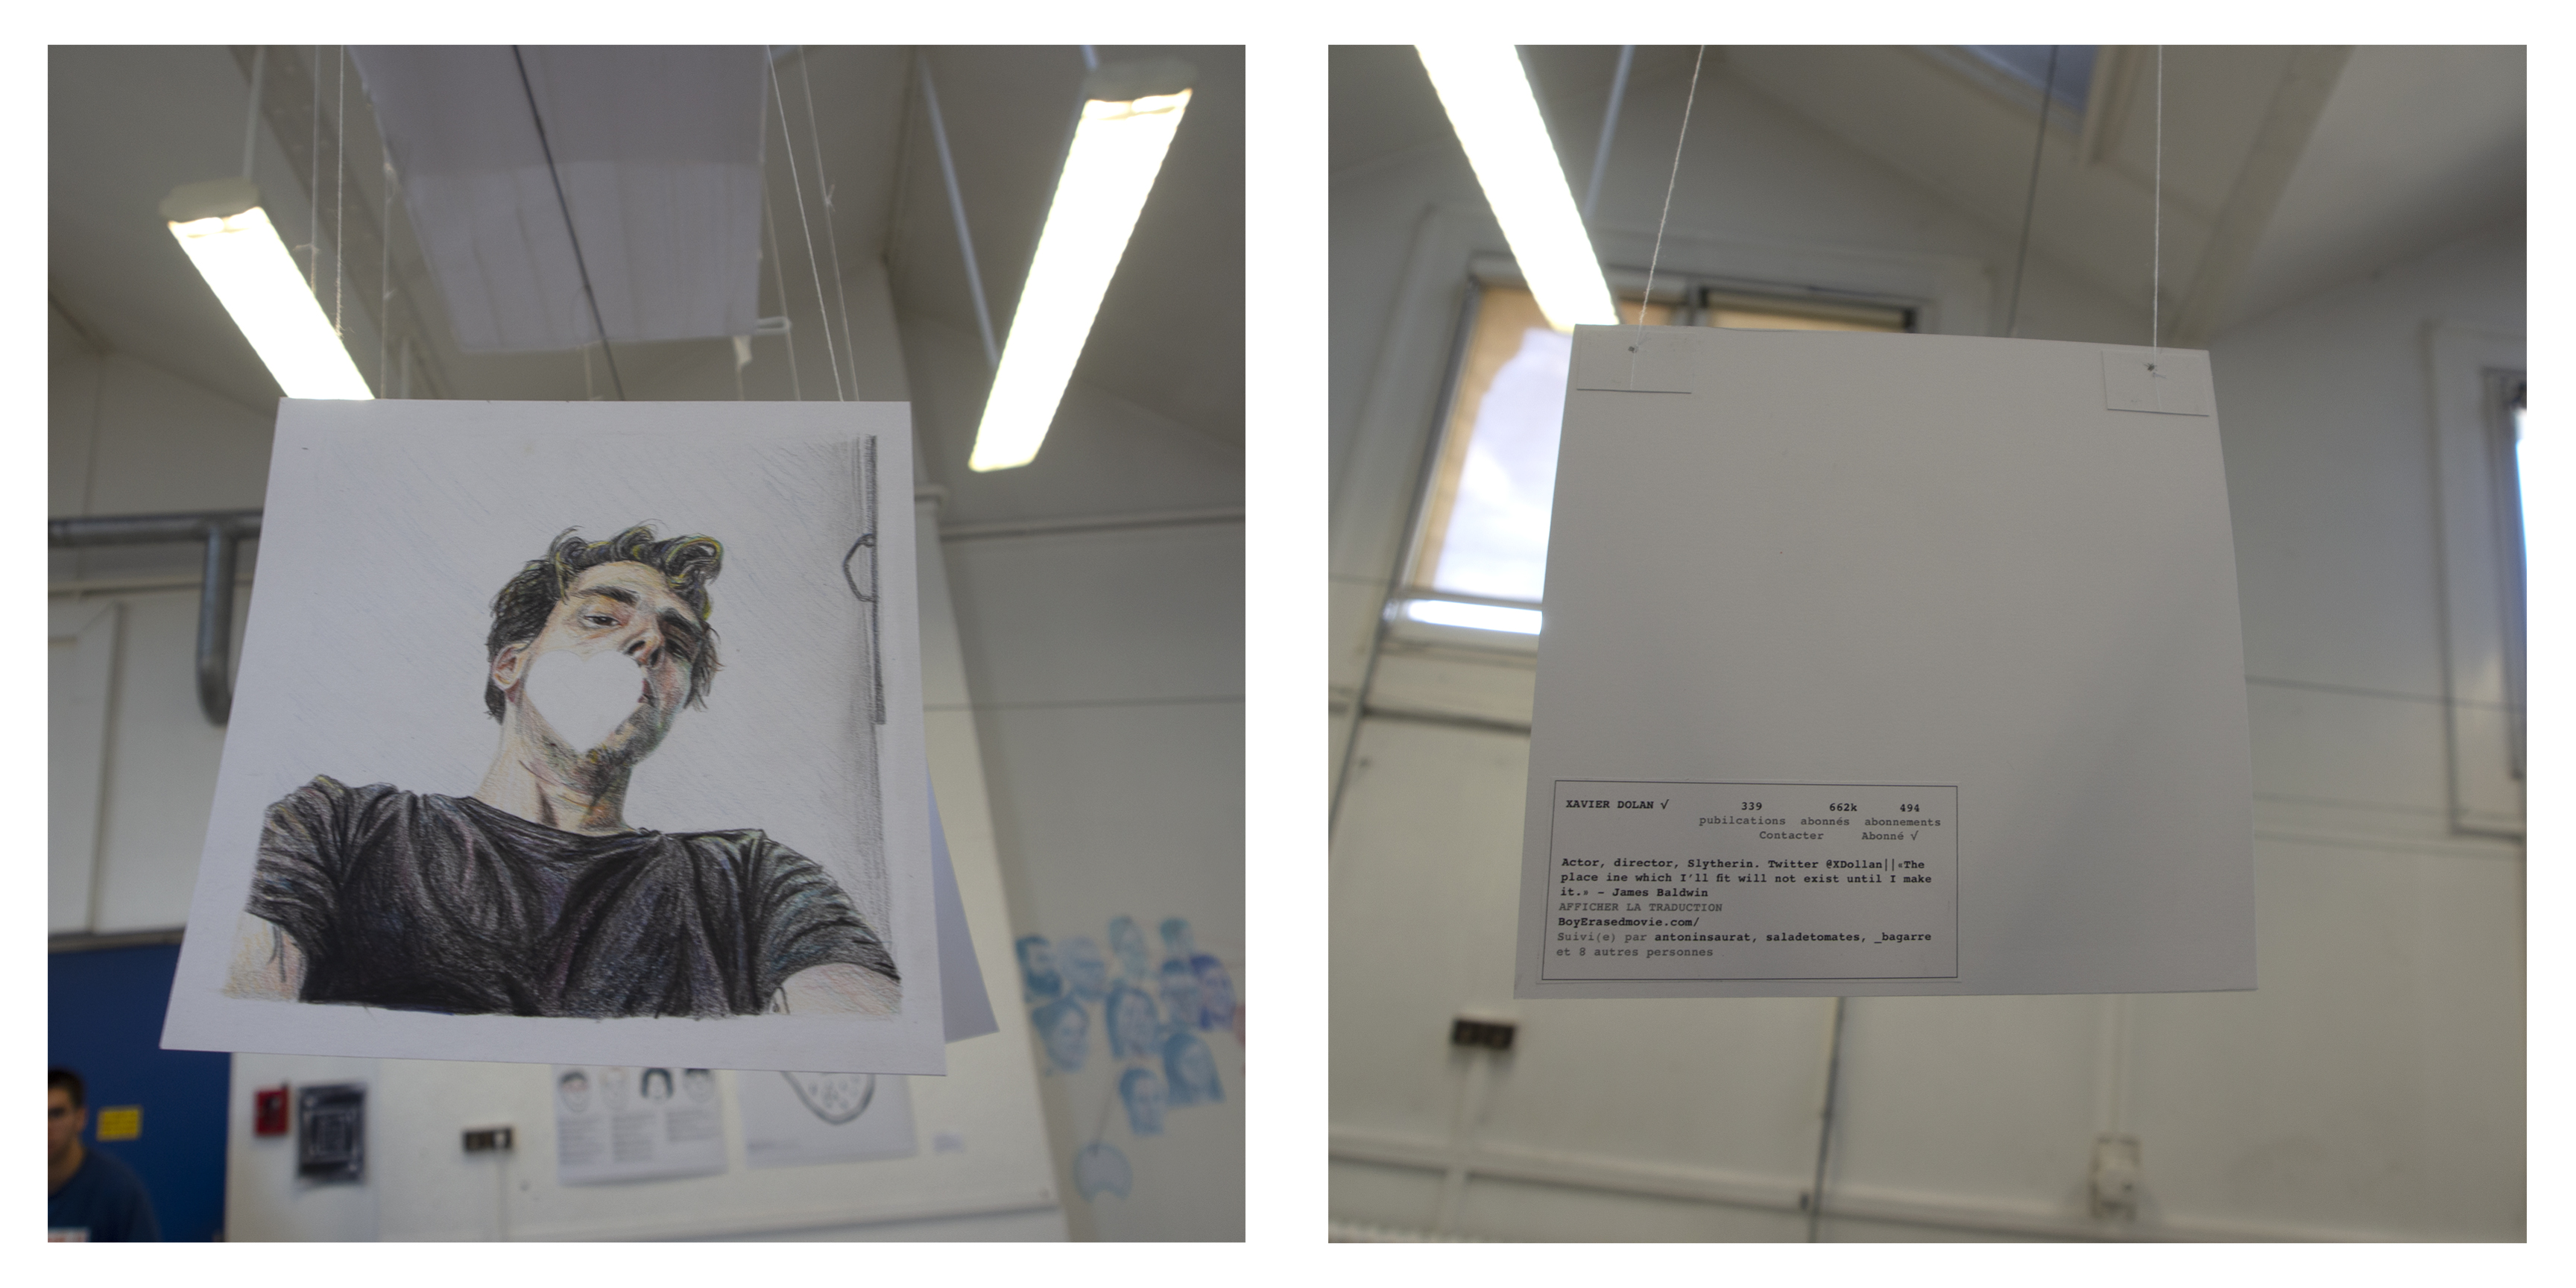 XAVIER DOLAN √ 339 662k 494
pubilcations abonnés abonnements
Contacter Abonné √
Actor, director, Slytherin. Twitter @XDollan||«The
place ine which I'll fit will not exist until I make
it.» – James Baldwin
AFFICHER LA TRADUCTION
BoyErasedmovie.com/
Suivi(e) par antoninsaurat, saladetomates, _bagarre
et 8 autres personnes